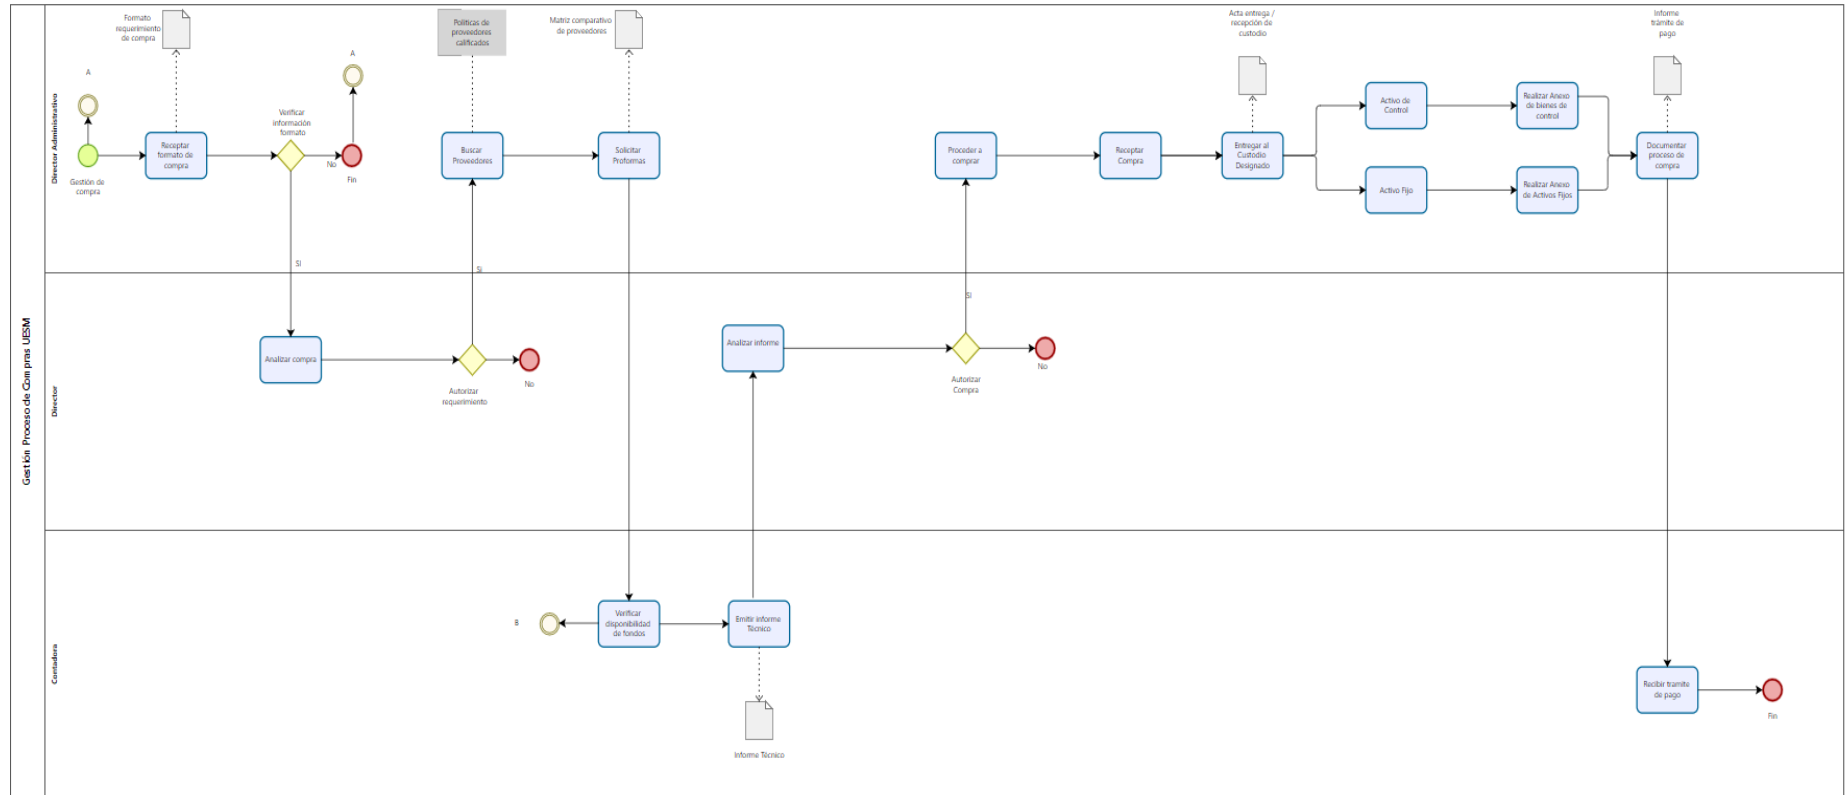 Gestión Proceso de Compras UESM
Director Administrativo
A
Gestión de
compra
Formato
requerimiento
de compra
Receptar
formato de
compra
Verificar
información
formato
No
A
Fin
SI
Políticas de
proveedores
calificados
Buscar
Proveedores
SI
Matriz comparativo
de proveedores
Solicitar
Proformas
Proceder a
comprar
Receptar
Compra
Acta entrega /
recepción de
custodio
Entregar al
Custodio
Designado
Activo de
Control
Activo Fijo
Realizar Anexo
de bienes de
control
Realizar Anexo
de Activos Fijos
Informe
trámite de
pago
Documentar
proceso de
compra
Director
Analizar compra
Autorizar
requerimiento
No
Analizar informe
SI
Autorizar
Compra
No
Contadora
B
Verificar
disponibilidad
de fondos
Emitir informe
Técnico
Informe Técnico
Recibir tramite
de pago
Fin